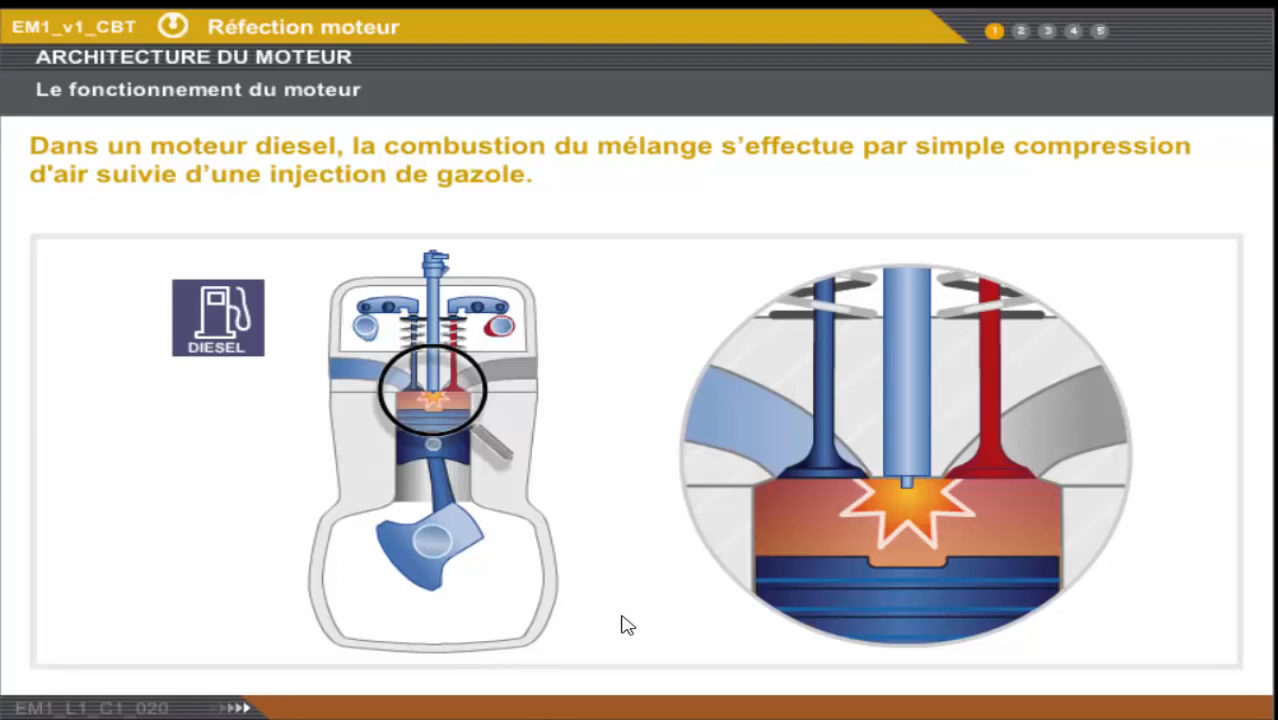 EM1_v1_CBT Réfection moteur
1 2 3 4 5
ARCHITECTURE DU MOTEUR
Le fonctionnement du moteur
Dans un moteur diesel, la combustion du mélange s’effectue par simple compression
d'air suivie d’une injection de gazole.
DIESEL
EM1_L1_C1_020